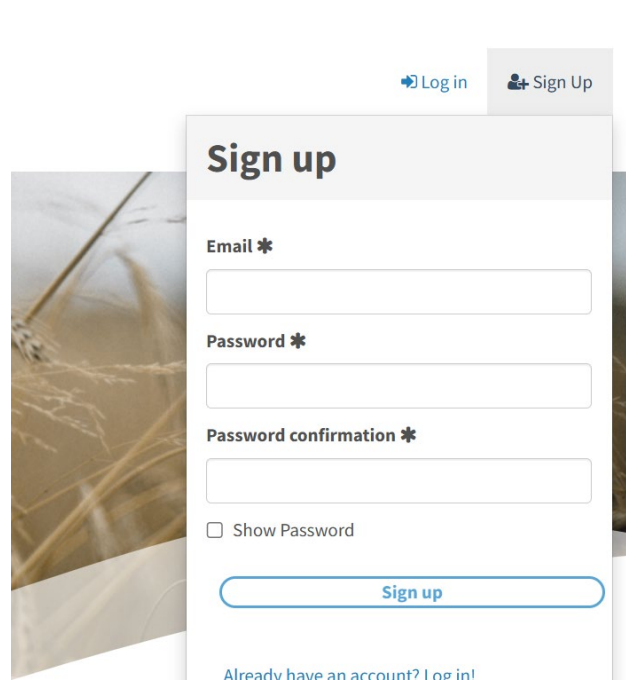 Log in
Sign Up
Sign up
Email ✱
Password ✱
Password confirmation ✱
Show Password
Sign up
Already have an account? Log in!